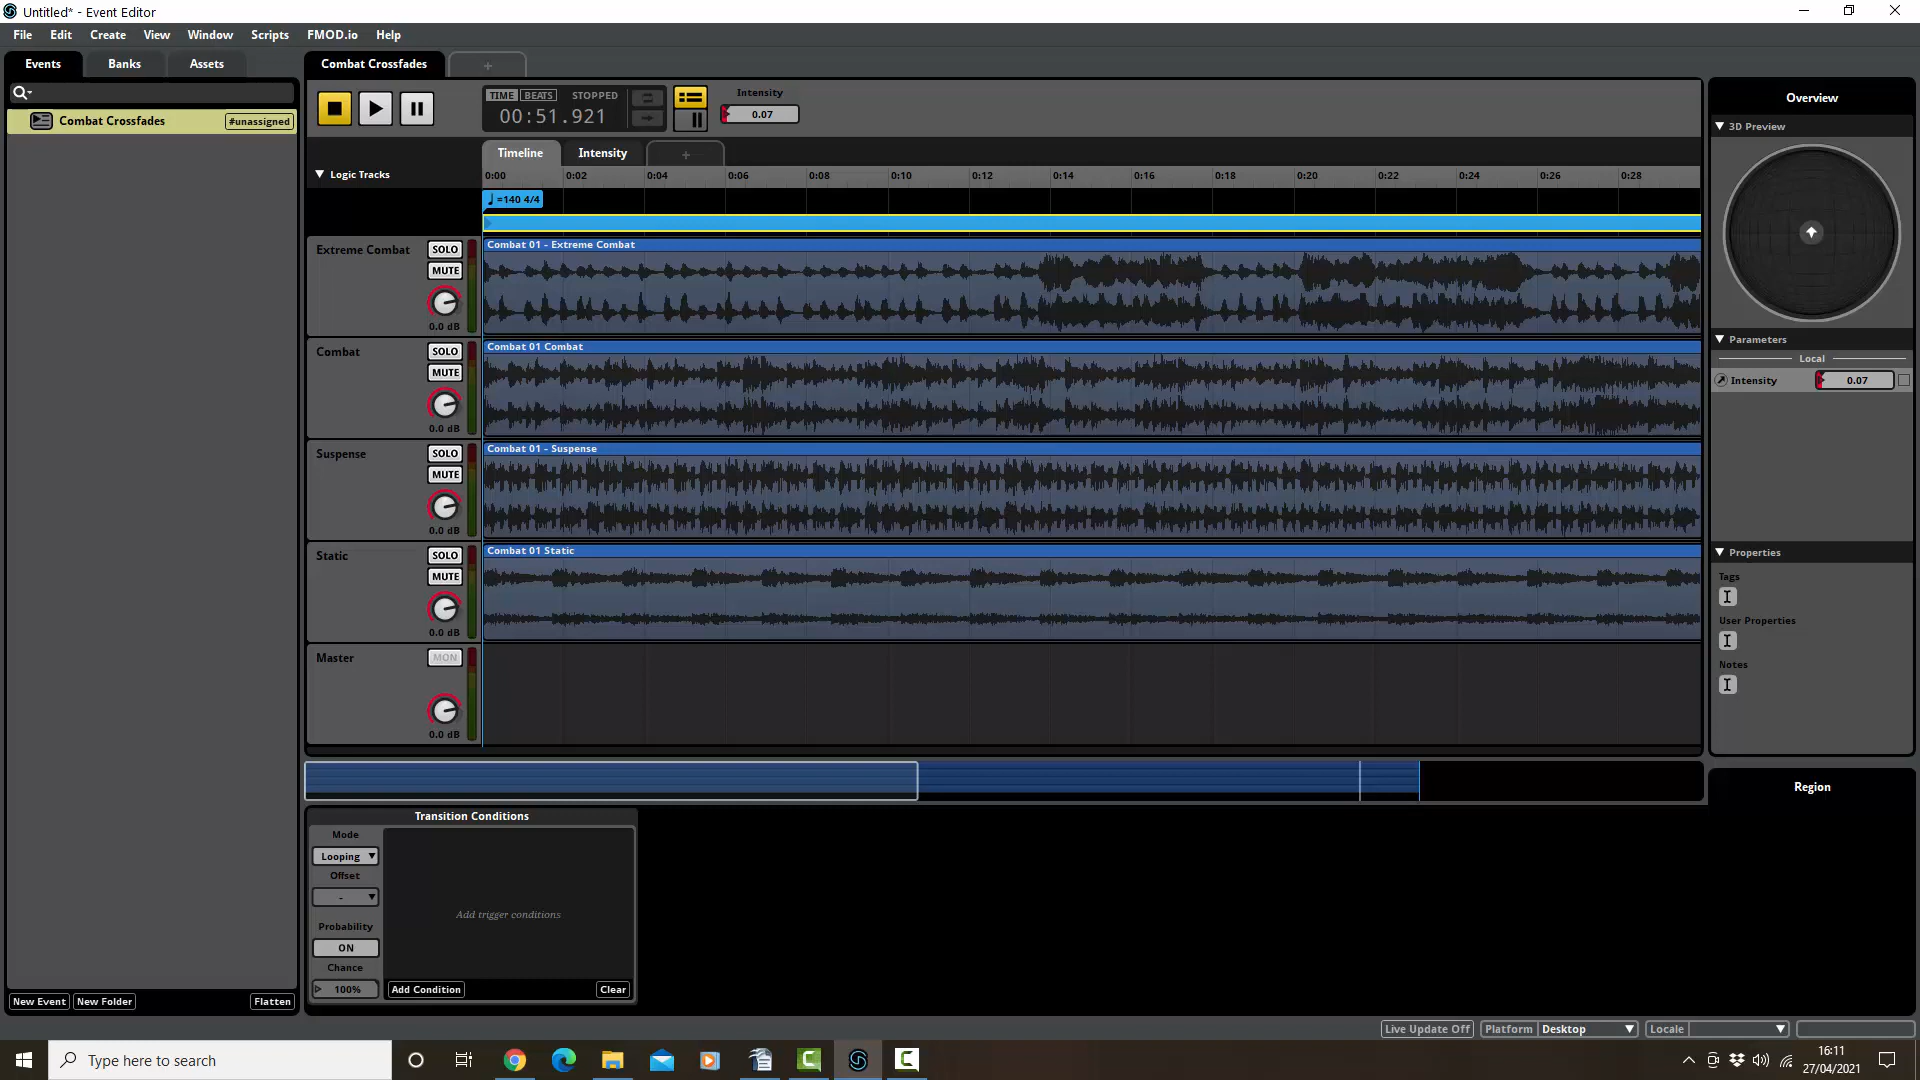 Untitled* - Event Editor
File Edit Create View Window Scripts FMOD.io Help
Events Banks Assets
Combat Crossfades +
Combat Crossfades #unassigned
TIME BEATS STOPPED
00:51.921
Intensity
0.07
Overview
3D Preview
Timeline Intensity +
Logic Tracks
0:00 0:02 0:04 0:06 0:08 0:10 0:12 0:14 0:16 0:18 0:20 0:22 0:24 0:26 0:28
=140 4/4
Extreme Combat SOLO
MUTE
0.0 dB
Combat 01 - Extreme Combat
Combat SOLO
MUTE
0.0 dB
Combat 01 Combat
Suspense SOLO
MUTE
0.0 dB
Combat 01 - Suspense
Static SOLO
MUTE
0.0 dB
Combat 01 Static
Master MON
0.0 dB
Parameters
Local
Intensity 0.07
Properties
Tags
User Properties
Notes
Region
Transition Conditions
Mode
Looping
Offset
-
Probability
ON
Chance
100%
Add trigger conditions
Add Condition Clear
New Event New Folder Flatten
Live Update Off Platform Desktop Locale
Type here to search
16:11
27/04/2021